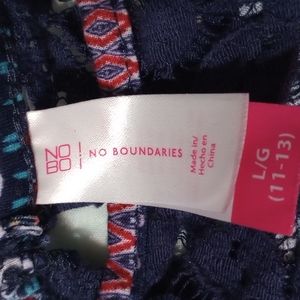 NO
BO!
NO BOUNDARIES
Made in/
Hecho en
China
L/G
(11-13)